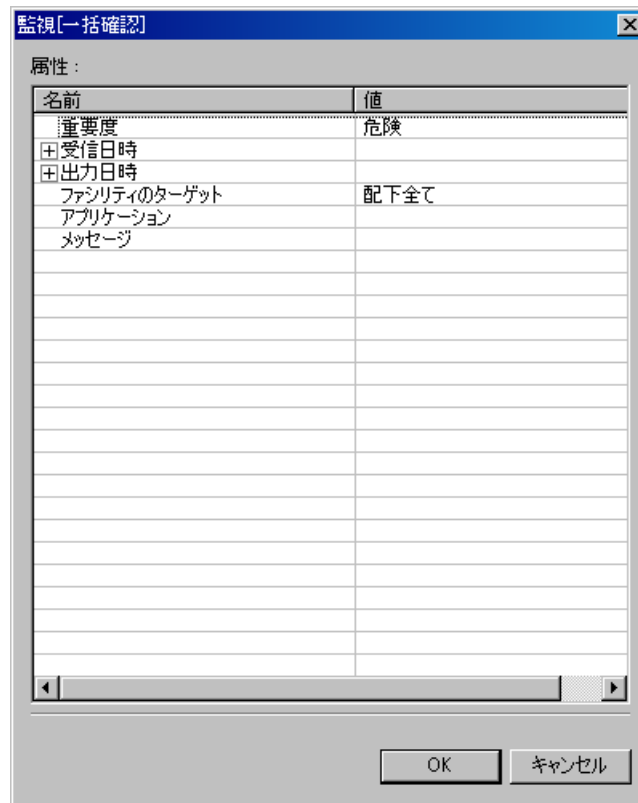 監視[一括確認]
属性：
名前 値
重要度 危険
受信日時
出力日時
ファシリティのターゲット 配下全て
アプリケーション
メッセージ
OK キャンセル